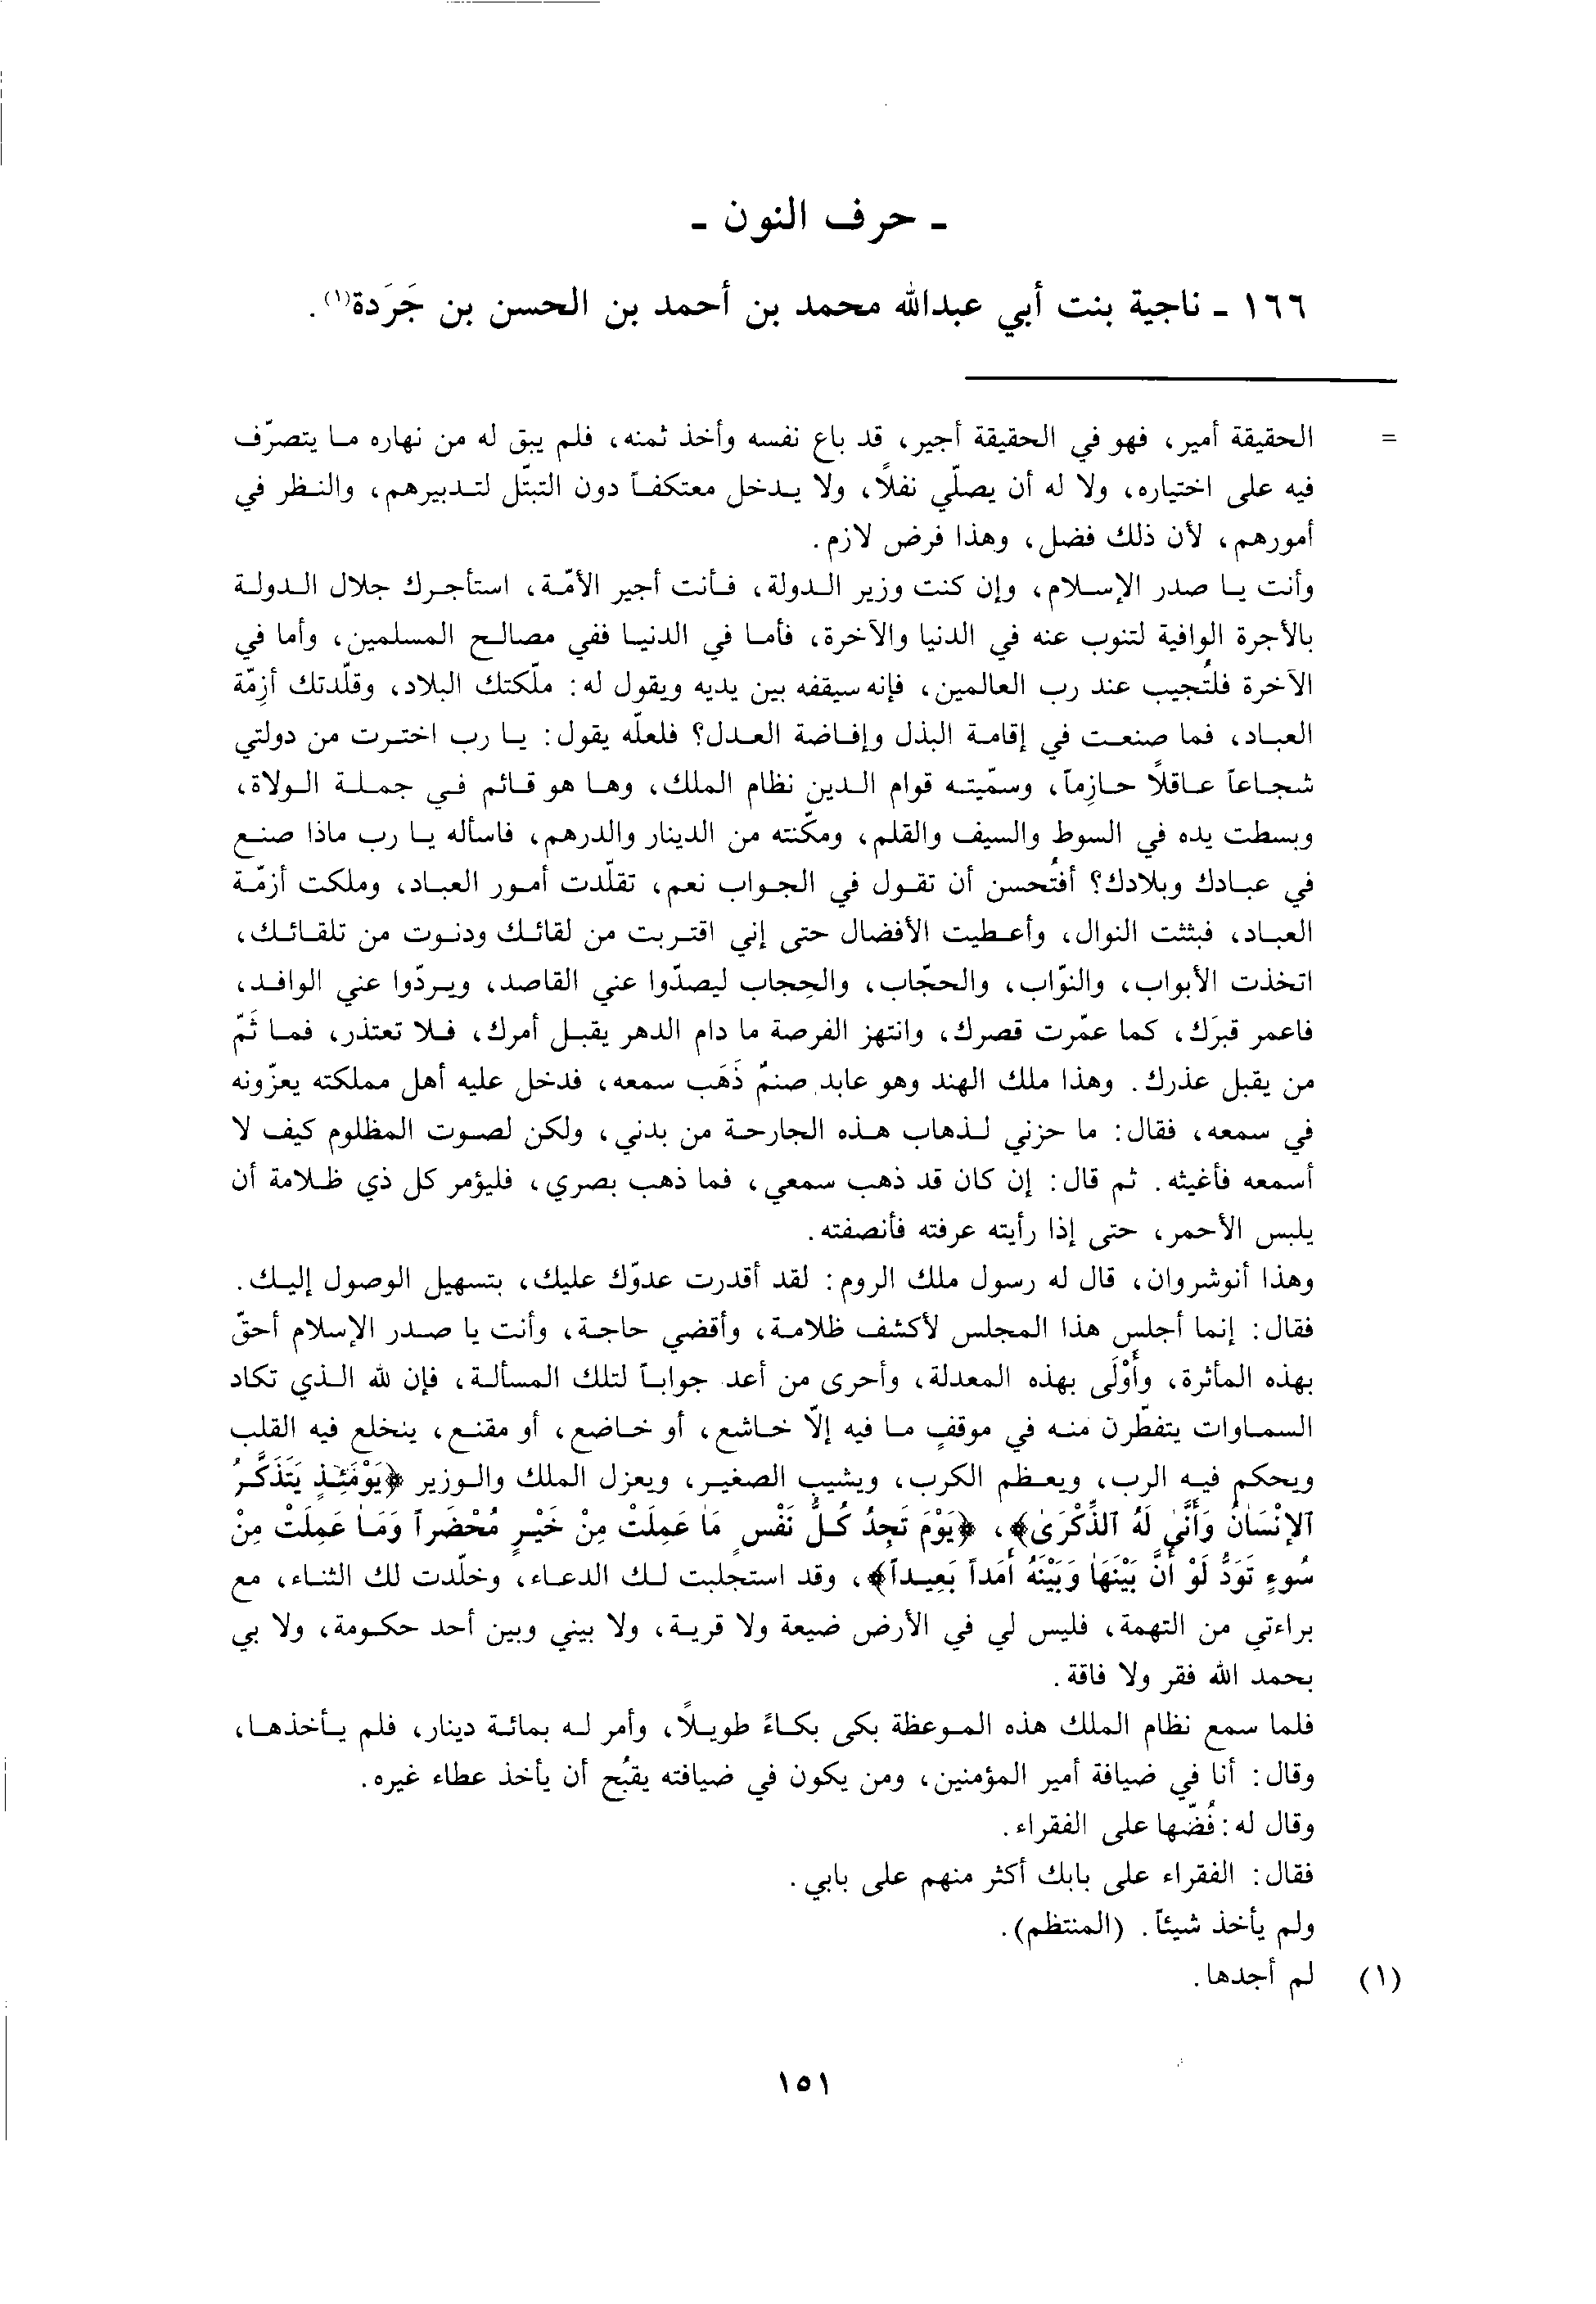 ـ حرف النون ـ
١٦٦ ـ ناجية بنت أبي عبدالله محمد بن أحمد بن الحسن بن جَرَدة(١).
= الحقيقة أمير، فهو في الحقيقة أجير، قد باع نفسه وأخذ ثمنه، فلم يبق له من نهاره ما يتصرّف
فيه على اختياره، ولا له أن يصلّي نفلاً، ولا يدخل معتكفاً دون التبتّل لتدبيرهم، والنظر في
أمورهم، لأن ذلك فضل، وهذا فرض لازم.
وأنت يا صدر الإسلام، وإن كنت وزير الدولة، فأنت أجير الأمّة، استأجرك جلال الدولة
بالأجرة الوافية لتنوب عنه في الدنيا والآخرة، فأما في الدنيا ففي مصالح المسلمين، وأما في
الآخرة فلتُجيب عند رب العالمين، فإنه سيقفه بين يديه ويقول له: ملّكتك البلاد، وقلّدتك أزِمّة
العباد، فما صنعت في إقامة البذل وإفاضة العدل؟ فلعلّه يقول: يا رب اخترت من دولتي
شجاعاً عاقلاً حازِماً، وسمّيته قوام الدين نظام الملك، وها هو قائم في جملة الولاة،
وبسطت يده في السوط والسيف والقلم، ومكّنته من الدينار والدرهم، فاسأله يا رب ماذا صنع
في عبادك وبلادك؟ أفتُحسن أن تقول في الجواب نعم، تقلّدت أمور العباد، وملكت أزمّة
العباد، فبثثت النوال، وأعطيت الأفضال حتى إني اقتربت من لقائك ودنوت من تلقائك،
اتخذت الأبواب، والنوّاب، والحجّاب، والحِجاب ليصدّوا عني القاصد، ويردّوا عني الوافد،
فاعمر قبرَك، كما عمّرت قصرك، وانتهز الفرصة ما دام الدهر يقبل أمرك، فلا تعتذر، فما ثَمّ
من يقبل عذرك. وهذا ملك الهند وهو عابد صنمٌ ذَهَب سمعه، فدخل عليه أهل مملكته يعزّونه
في سمعه، فقال: ما حزني لذهاب هذه الجارحة من بدني، ولكن لصوت المظلوم كيف لا
أسمعه فأغيثه. ثم قال: إن كان قد ذهب سمعي، فما ذهب بصري، فليؤمر كل ذي ظلامة أن
يلبس الأحمر، حتى إذا رأيته عرفته فأنصفته.
وهذا أنوشروان، قال له رسول ملك الروم: لقد أقدرت عدوّك عليك، بتسهيل الوصول إليك.
فقال: إنما أجلس هذا المجلس لأكشف ظلامة، وأقضي حاجة، وأنت يا صدر الإسلام أحقّ
بهذه المأثرة، وأَوْلَى بهذه المعدلة، وأحرى من أعد جواباً لتلك المسألة، فإن لله الذي تكاد
السماوات يتفطّرن منه في موقفٍ ما فيه إلاّ خاشع، أو خاضع، أو مقنع، ينخلع فيه القلب
ويحكم فيه الرب، ويعظم الكرب، ويشيب الصغير، ويعزل الملك والوزير ﴿يَوْمَئِذٍ يَتَذَكَّرُ
ٱلإِنْسَانُ وَأَنَّىٰ لَهُ ٱلذِّكْرَىٰ﴾، ﴿يَوْمَ تَجِدُ كُلُّ نَفْسٍ مَا عَمِلَتْ مِنْ خَيْرٍ مُحْضَراً وَمَا عَمِلَتْ مِنْ
سُوءٍ تَوَدُّ لَوْ أَنَّ بَيْنَهَا وَبَيْنَهُ أَمَداً بَعِيداً﴾، وقد استجلبت لك الدعاء، وخلّدت لك الثناء، مع
براءتي من التهمة، فليس لي في الأرض ضيعة ولا قرية، ولا بيني وبين أحد حكومة، ولا بي
بحمد الله فقر ولا فاقة.
فلما سمع نظام الملك هذه الموعظة بكى بكاءً طويلاً، وأمر له بمائة دينار، فلم يأخذها،
وقال: أنا في ضيافة أمير المؤمنين، ومن يكون في ضيافته يقبُح أن يأخذ عطاء غيره.
وقال له: فُضّها على الفقراء.
فقال: الفقراء على بابك أكثر منهم على بابي.
ولم يأخذ شيئاً. (المنتظم).
(١) لم أجدها.
١٥١